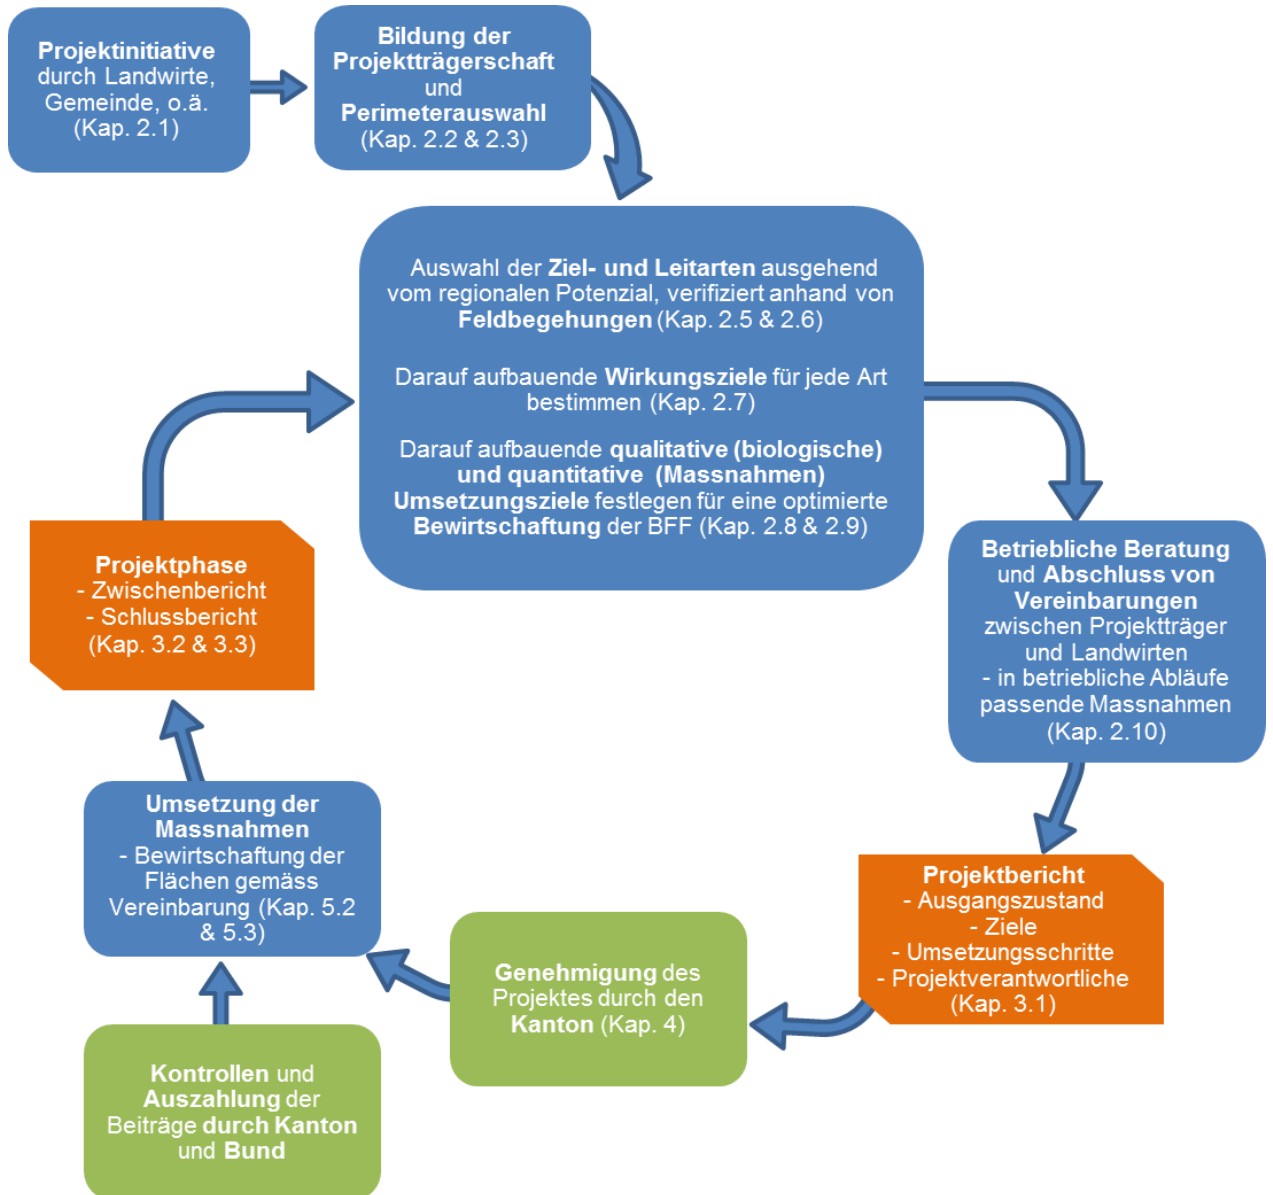 Projektinitiative
durch Landwirte,
Gemeinde, o.ä.
(Kap. 2.1)
Bildung der
Projektträgerschaft
und
Perimeterauswahl
(Kap. 2.2 & 2.3)
Auswahl der Ziel- und Leitarten ausgehend
vom regionalen Potenzial, verifiziert anhand von
Feldbegehungen (Kap. 2.5 & 2.6)
Darauf aufbauende Wirkungsziele für jede Art
bestimmen (Kap. 2.7)
Darauf aufbauende qualitative (biologische)
und quantitative (Massnahmen)
Umsetzungsziele festlegen für eine optimierte
Bewirtschaftung der BFF (Kap. 2.8 & 2.9)
Betriebliche Beratung
und Abschluss von
Vereinbarungen
zwischen Projektträger
und Landwirten
- in betriebliche Abläufe
passende Massnahmen
(Kap. 2.10)
Projektbericht
- Ausgangszustand
- Ziele
- Umsetzungsschritte
- Projektverantwortliche
(Kap. 3.1)
Genehmigung des
Projektes durch den
Kanton (Kap. 4)
Kontrollen und
Auszahlung der
Beiträge durch Kanton
und Bund
Umsetzung der
Massnahmen
- Bewirtschaftung der
Flächen gemäss
Vereinbarung (Kap. 5.2
& 5.3)
Projektphase
- Zwischenbericht
- Schlussbericht
(Kap. 3.2 & 3.3)